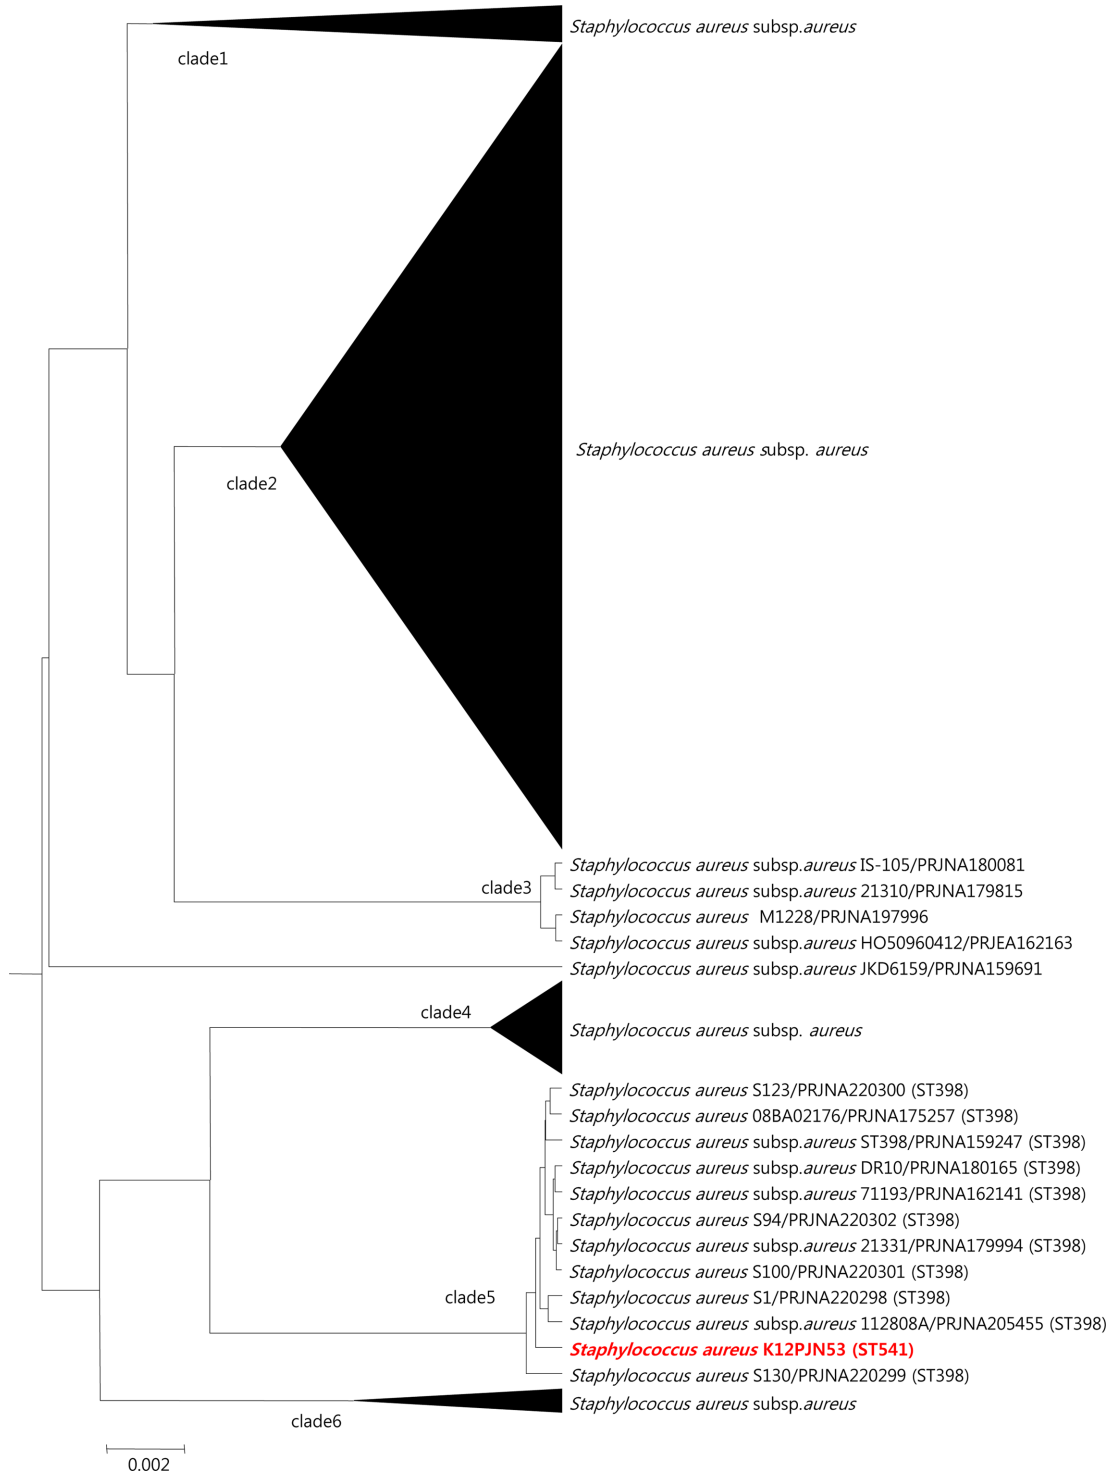 Staphylococcus aureus subsp.aureus
clade1
Staphylococcus aureus subsp. aureus
clade2
Staphylococcus aureus subsp.aureus IS-105/PRJNA180081
clade3
Staphylococcus aureus subsp.aureus 21310/PRJNA179815
Staphylococcus aureus M1228/PRJNA197996
Staphylococcus aureus subsp.aureus HO50960412/PRJEA162163
Staphylococcus aureus subsp.aureus JKD6159/PRJNA159691
clade4
Staphylococcus aureus subsp. aureus
Staphylococcus aureus S123/PRJNA220300 (ST398)
Staphylococcus aureus 08BA02176/PRJNA175257 (ST398)
Staphylococcus aureus subsp.aureus ST398/PRJNA159247 (ST398)
Staphylococcus aureus subsp.aureus DR10/PRJNA180165 (ST398)
Staphylococcus aureus subsp.aureus 71193/PRJNA162141 (ST398)
Staphylococcus aureus S94/PRJNA220302 (ST398)
Staphylococcus aureus subsp.aureus 21331/PRJNA179994 (ST398)
Staphylococcus aureus S100/PRJNA220301 (ST398)
clade5
Staphylococcus aureus S1/PRJNA220298 (ST398)
Staphylococcus aureus subsp.aureus 112808A/PRJNA205455 (ST398)
Staphylococcus aureus K12PJN53 (ST541)
Staphylococcus aureus S130/PRJNA220299 (ST398)
Staphylococcus aureus subsp.aureus
clade6
0.002